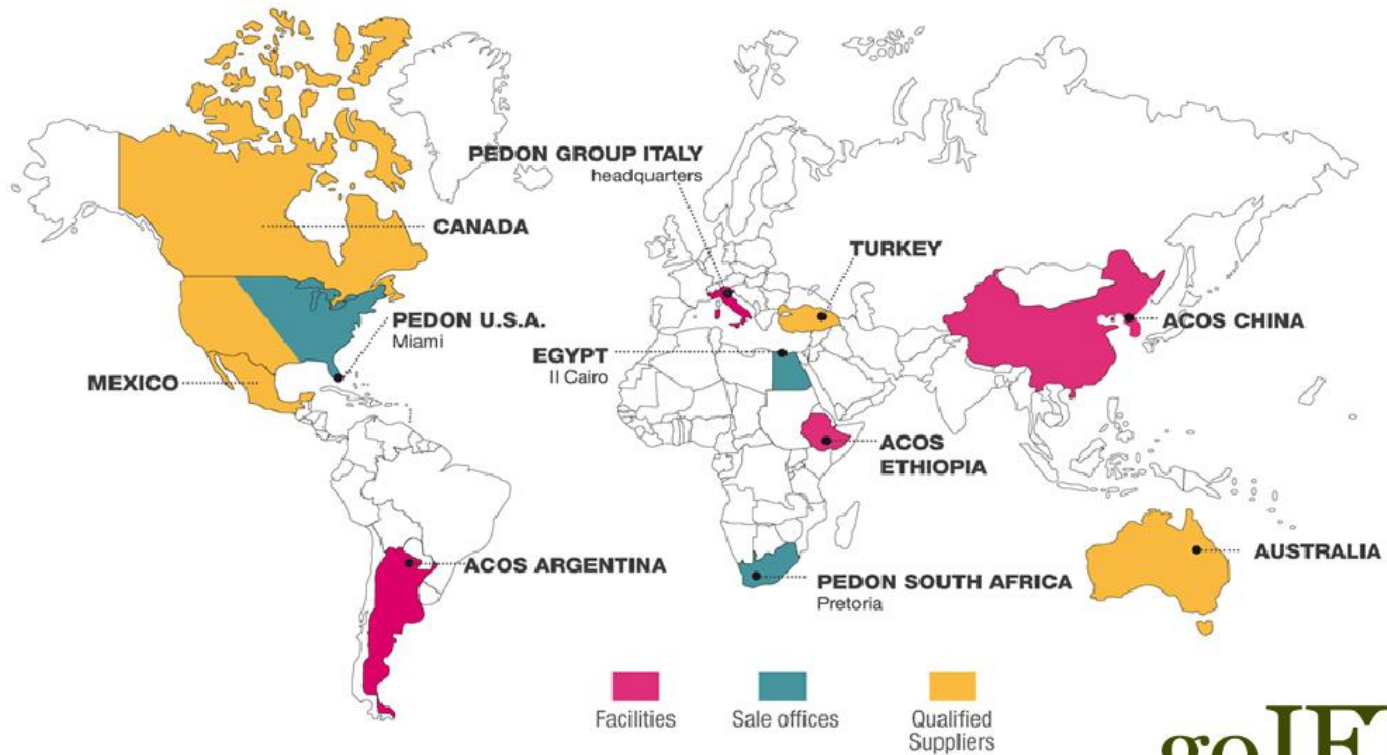 PEDON GROUP ITALY
headquarters
CANADA
TURKEY
PEDON U.S.A.
Miami
ACOS CHINA
EGYPT
Il Cairo
MEXICO
ACOS
ETHIOPIA
ACOS ARGENTINA
AUSTRALIA
PEDON SOUTH AFRICA
Pretoria
Facilities
Sale offices
Qualified
Suppliers